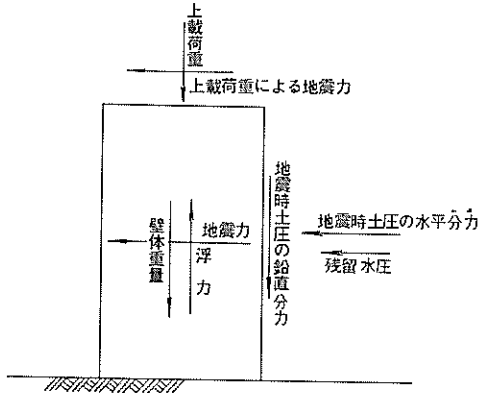 上載荷重
上載荷重による地震力
地震時土圧の鉛直分力
地震時土圧の水平分力
残留水圧
壁体重量
地震力
浮力